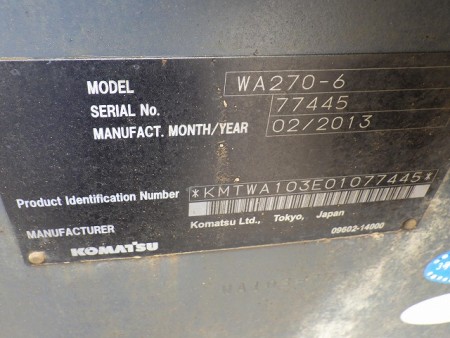 MODEL WA270-6
SERIAL No. 77445
MANUFACT. MONTH/YEAR 02/2013
Product Identification Number *KMTWA103E01077445*
MANUFACTURER Komatsu Ltd., Tokyo, Japan
KOMATSU 09602-14000